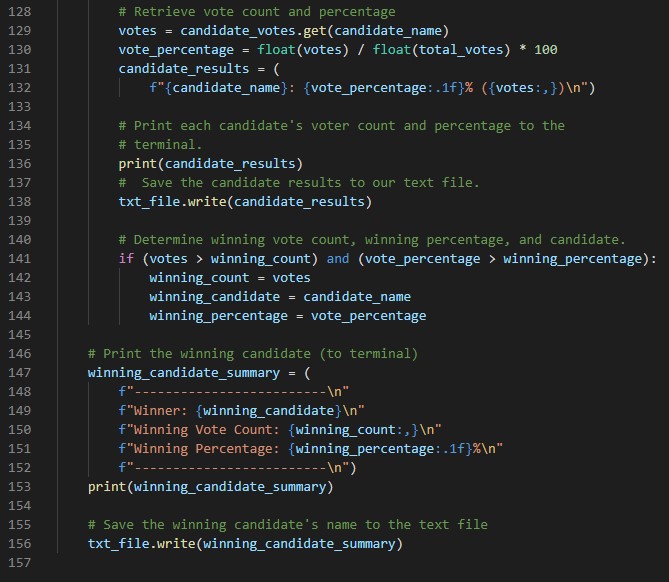 128 # Retrieve vote count and percentage
129 votes = candidate_votes.get(candidate_name)
130 vote_percentage = float(votes) / float(total_votes) * 100
131 candidate_results = (
132 f"{candidate_name}: {vote_percentage:.1f}% ({votes:,})\n")
133
134 # Print each candidate's voter count and percentage to the
135 # terminal.
136 print(candidate_results)
137 #  Save the candidate results to our text file.
138 txt_file.write(candidate_results)
139
140 # Determine winning vote count, winning percentage, and candidate.
141 if (votes > winning_count) and (vote_percentage > winning_percentage):
142 winning_count = votes
143 winning_candidate = candidate_name
144 winning_percentage = vote_percentage
145
146 # Print the winning candidate (to terminal)
147 winning_candidate_summary = (
148 f"-------------------------\n"
149 f"Winner: {winning_candidate}\n"
150 f"Winning Vote Count: {winning_count:,}\n"
151 f"Winning Percentage: {winning_percentage:.1f}%\n"
152 f"-------------------------\n")
153 print(winning_candidate_summary)
154
155 # Save the winning candidate's name to the text file
156 txt_file.write(winning_candidate_summary)
157